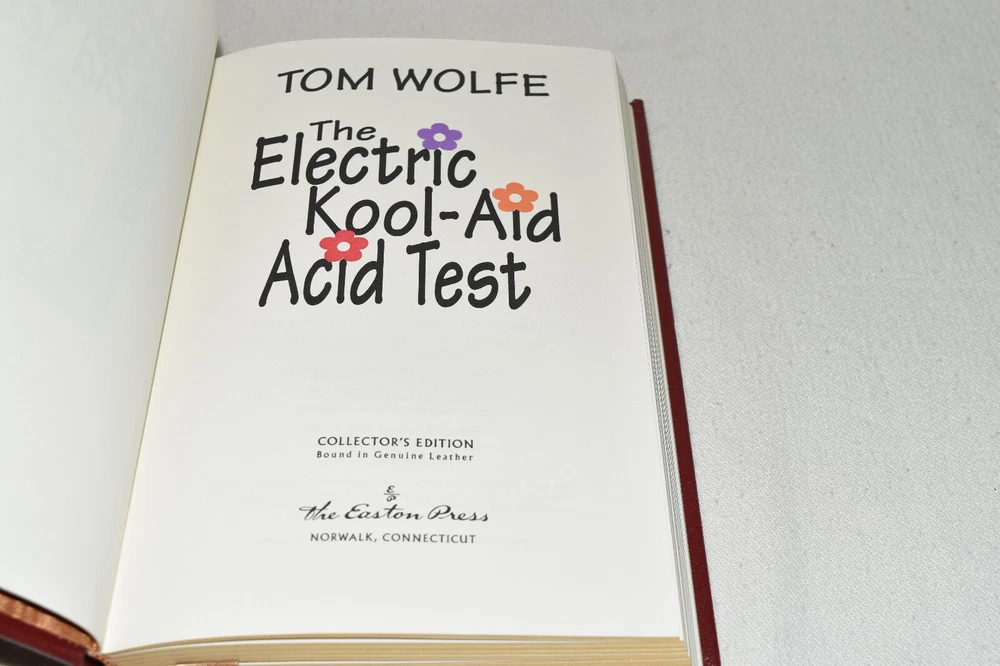 TOM WOLFE
The
Electric
Kool-Aid
Acid Test
COLLECTOR'S EDITION
Bound in Genuine Leather
E
P
the Easton Press
NORWALK, CONNECTICUT